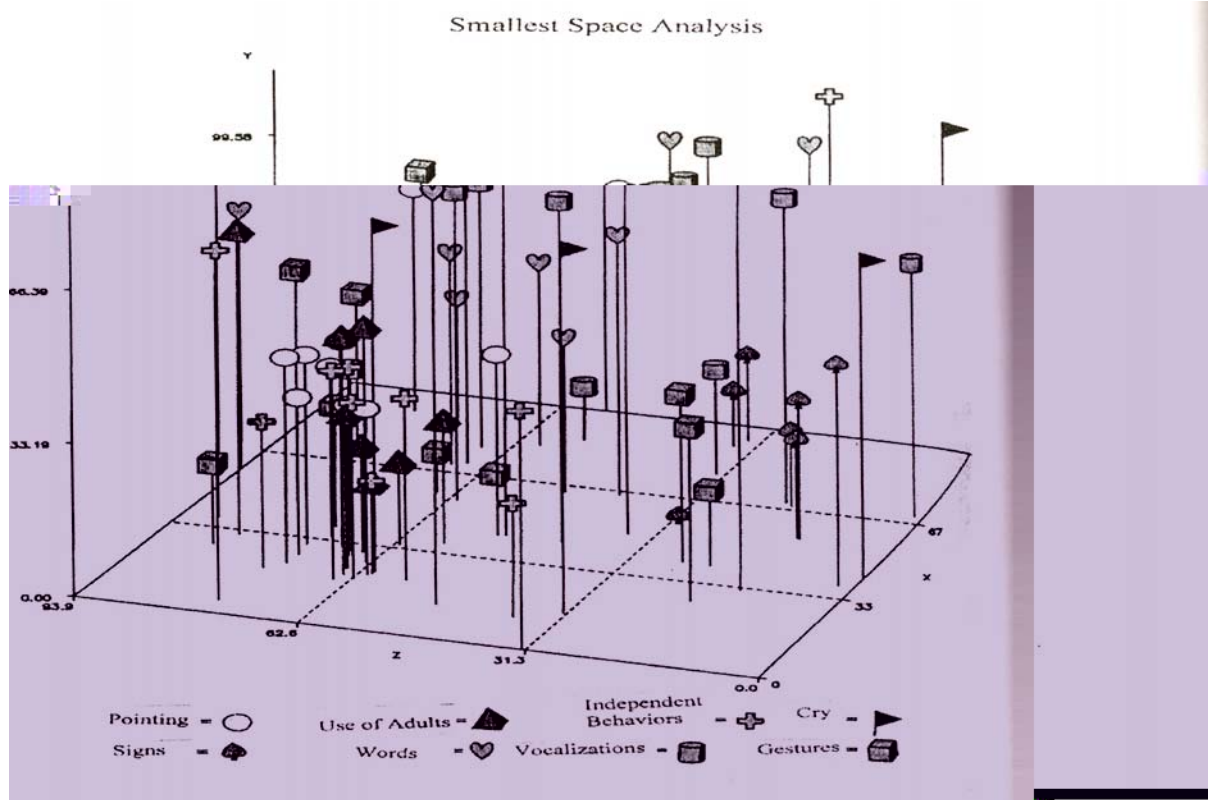 Smallest Space Analysis
Y
99.58
66.39
33.19
0.00
93.9
62.6
Z
31.3
0.0
0
33
X
67
Pointing =
Use of Adults =
Independent
Behaviors =
Cry =
Signs =
Words =
Vocalizations =
Gestures =